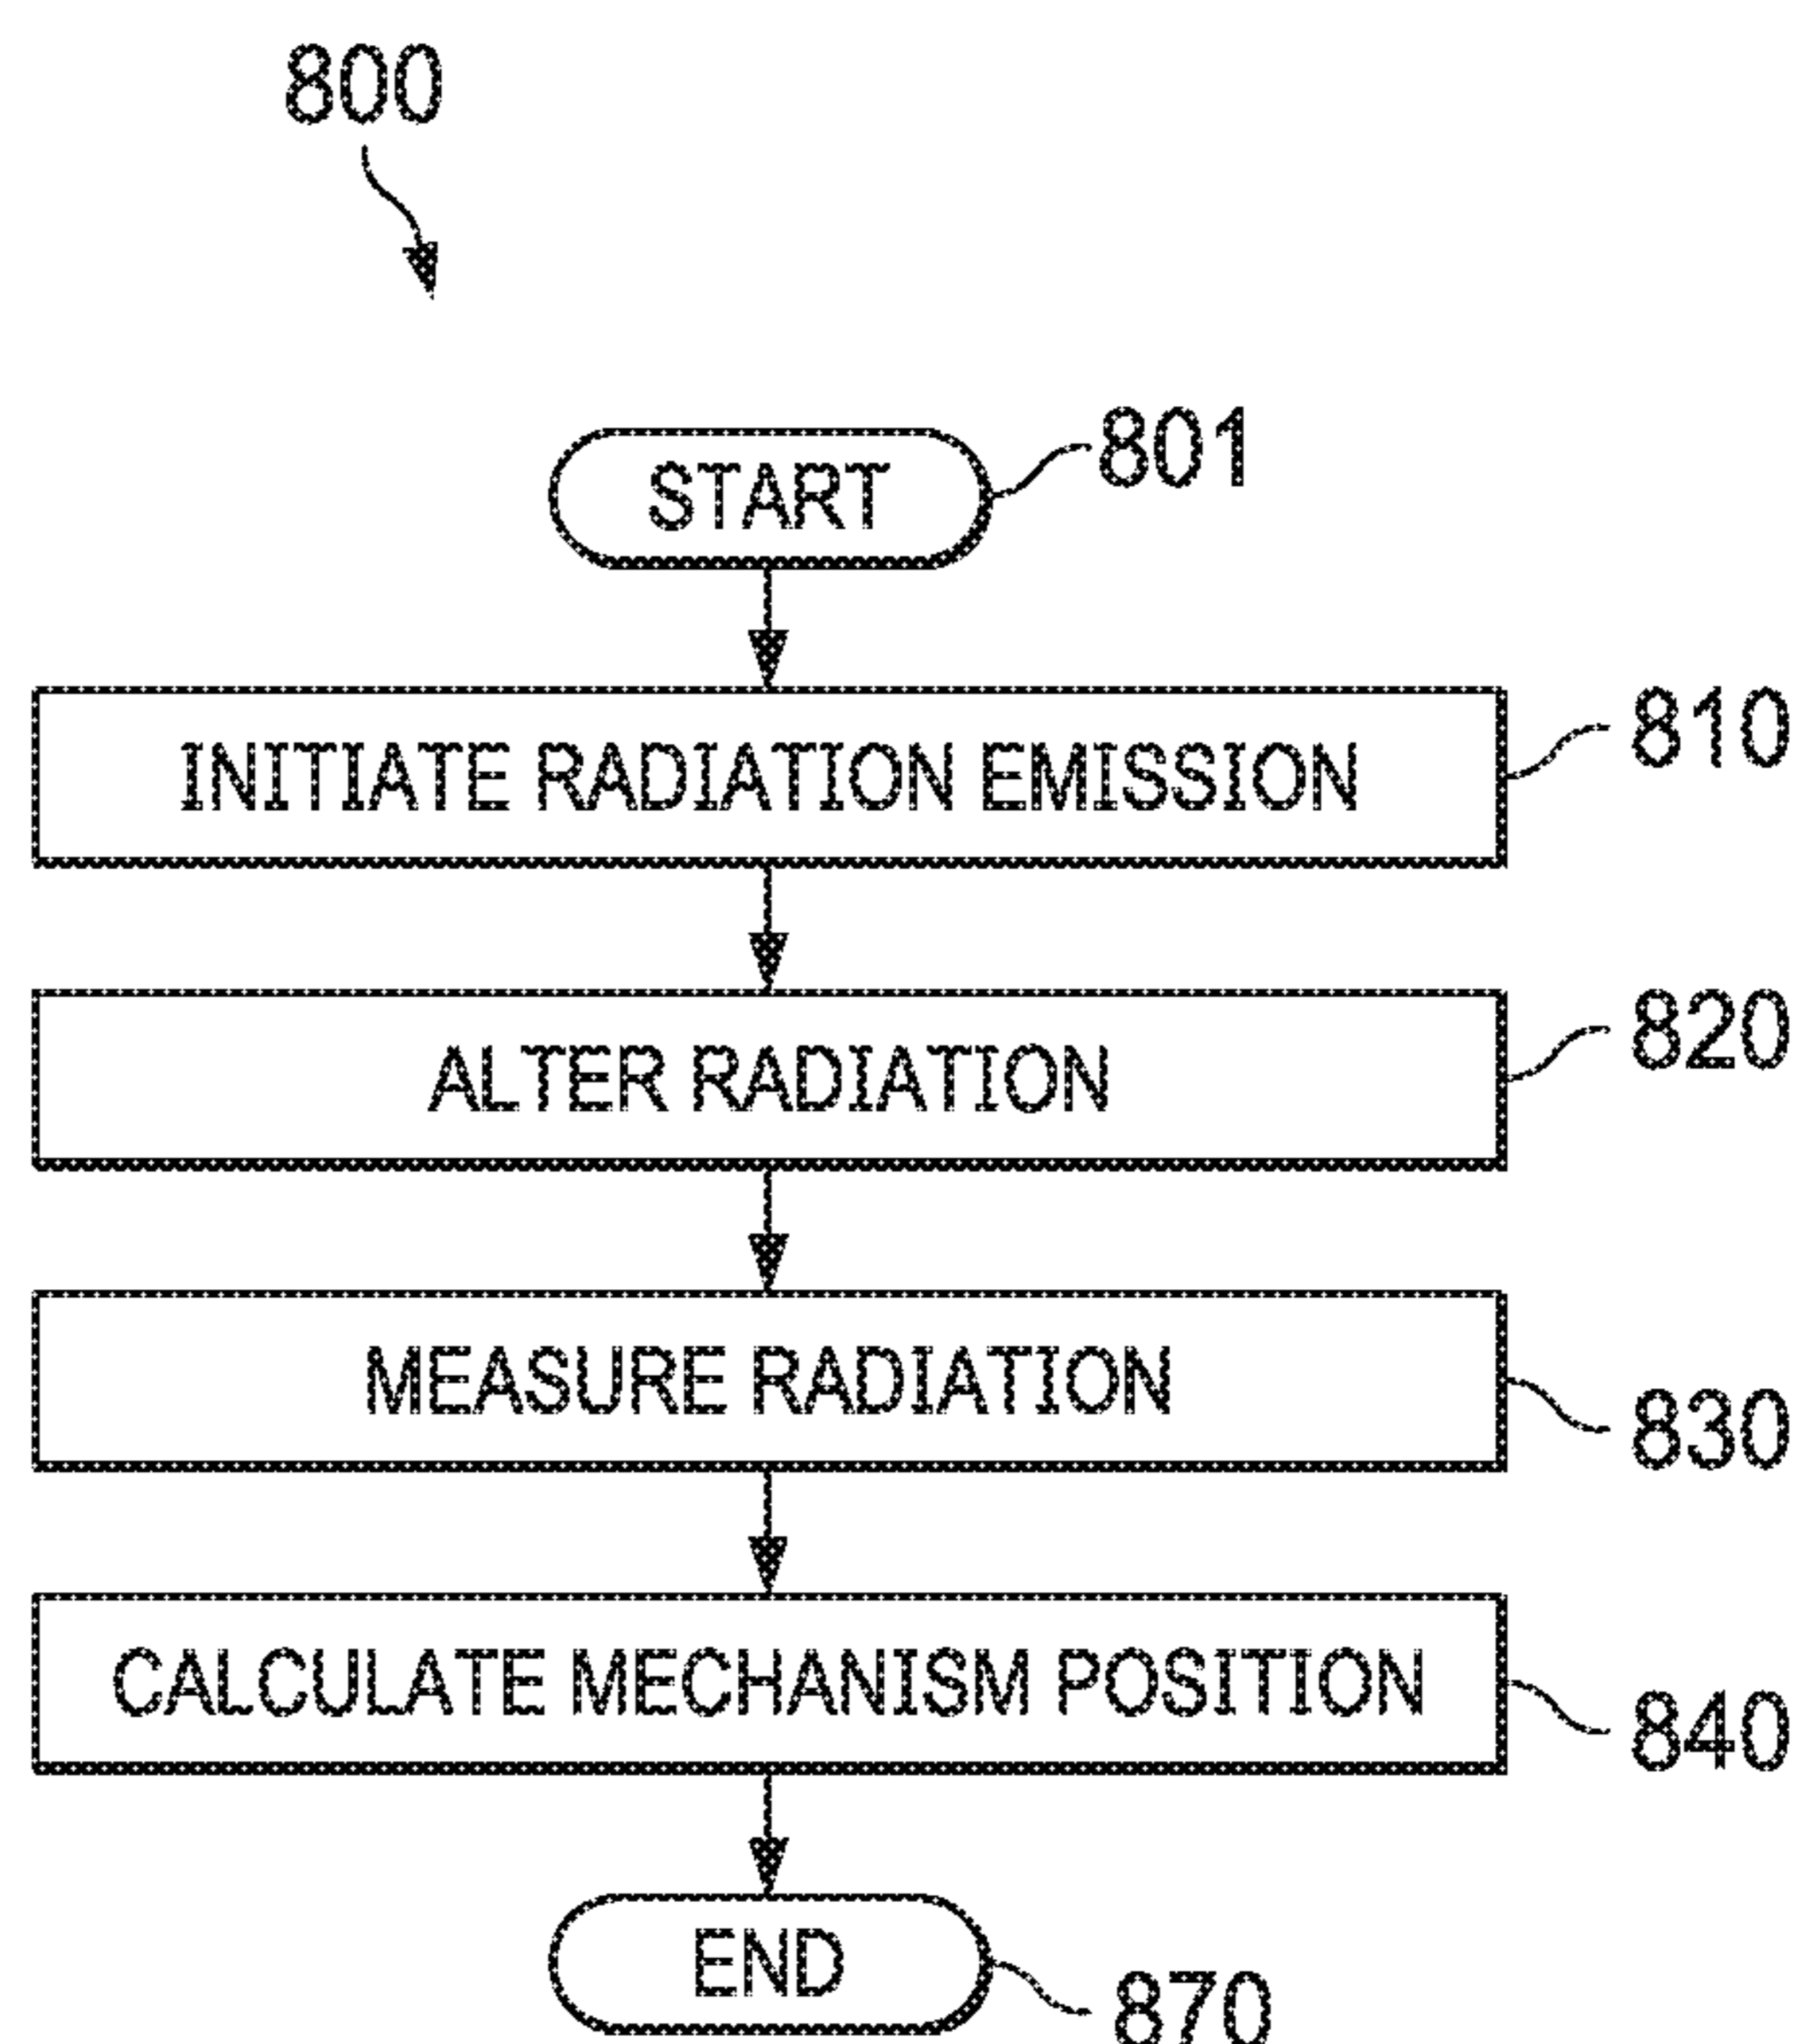 800
START
801
INITIATE RADIATION EMISSION
810
ALTER RADIATION
820
MEASURE RADIATION
830
CALCULATE MECHANISM POSITION
840
END
870